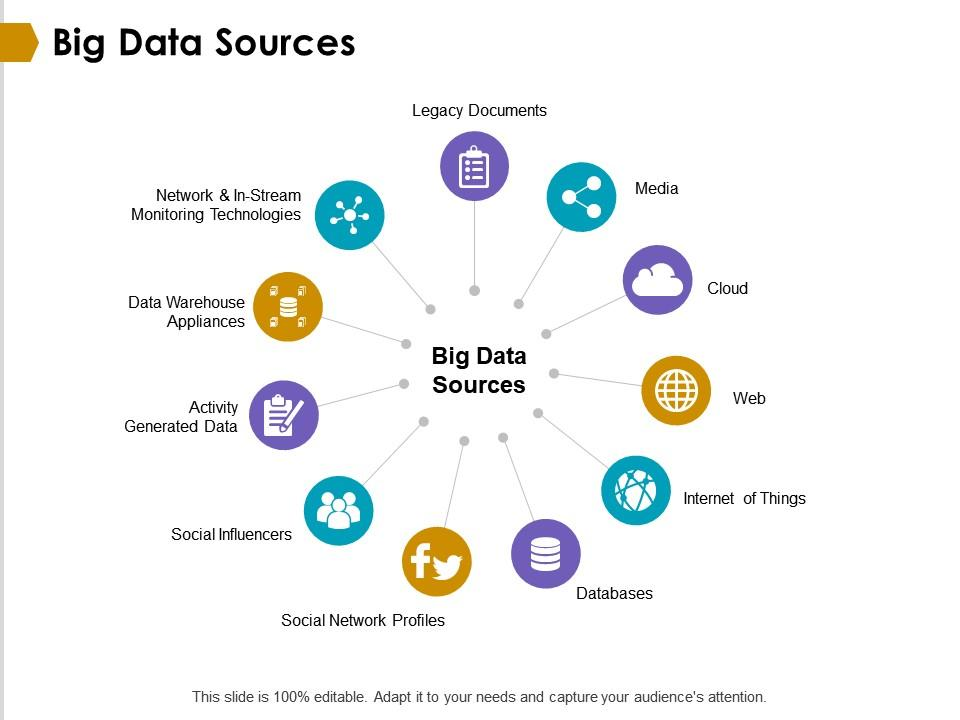 Big Data Sources
Legacy Documents
Media
Network & In-Stream
Monitoring Technologies
Cloud
Data Warehouse
Appliances
Big Data
Sources
Web
Activity
Generated Data
Internet of Things
Social Influencers
Databases
Social Network Profiles
This slide is 100% editable. Adapt it to your needs and capture your audience's attention.